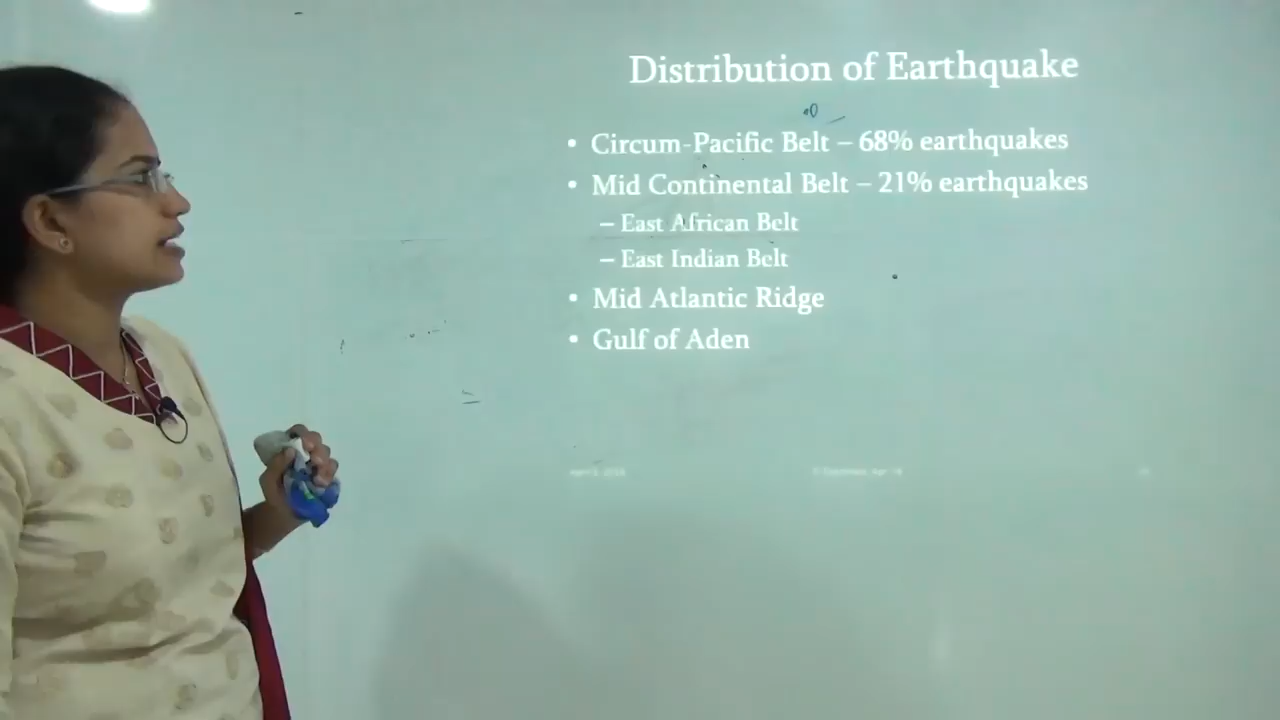 Distribution of Earthquake
• Circum-Pacific Belt – 68% earthquakes
• Mid Continental Belt – 21% earthquakes
– East African Belt
– East Indian Belt
• Mid Atlantic Ridge
• Gulf of Aden